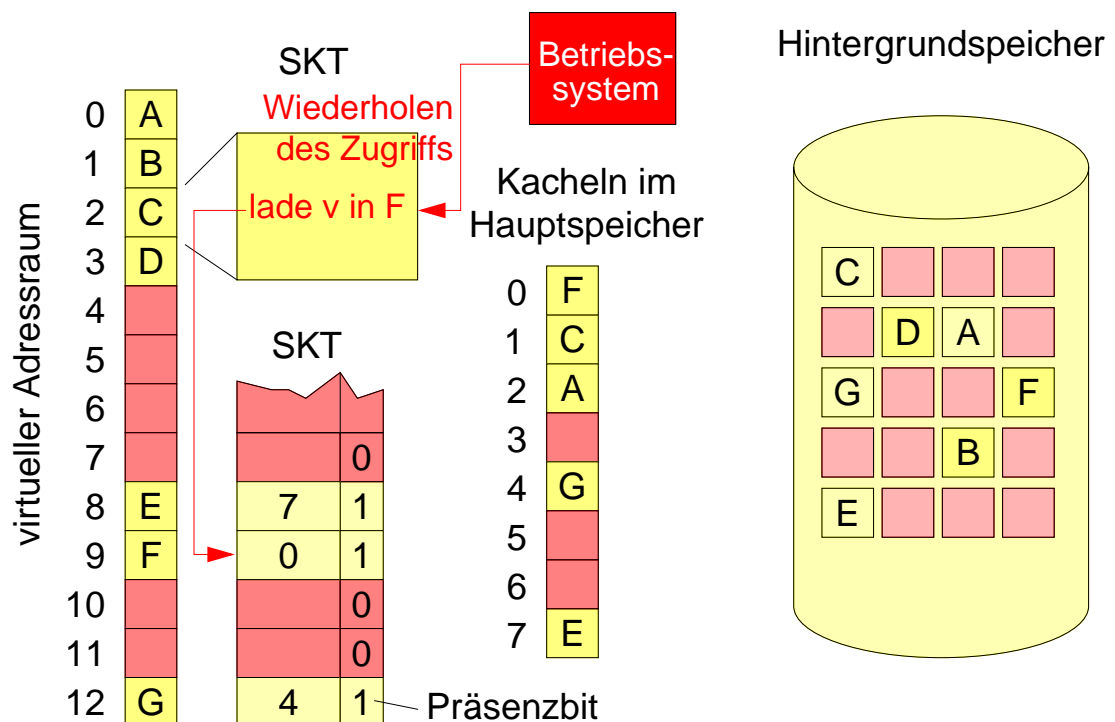 Hintergrundspeicher
Betriebs-
system
SKT
Wiederholen
des Zugriffs
lade v in F
virtueller Adressraum
0 A
1 B
2 C
3 D
4
5
6
7
8 E
9 F
10
11
12 G
SKT
0
7 1
0 1
0
0
4 1
Präsenzbit
Kacheln im
Hauptspeicher
0 F
1 C
2 A
3
4 G
5
6
7 E
C
D A
G F
B
E